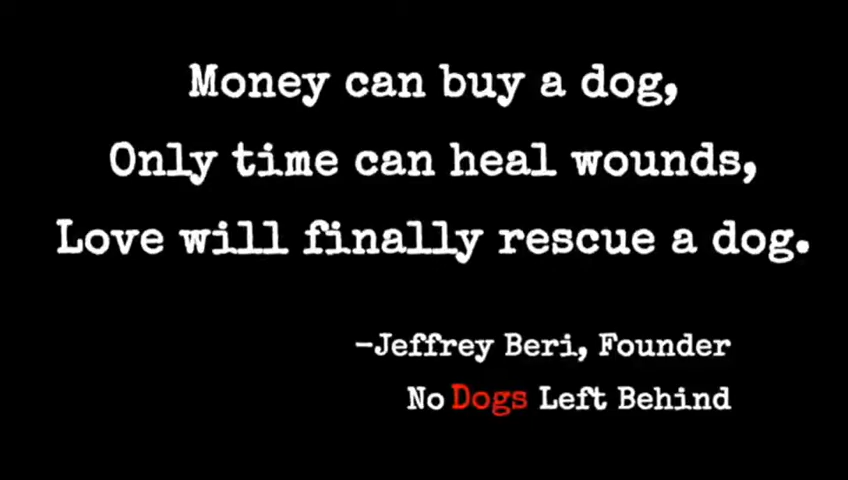 Money can buy a dog,
Only time can heal wounds,
Love will finally rescue a dog.
-Jeffrey Beri, Founder
No Dogs Left Behind